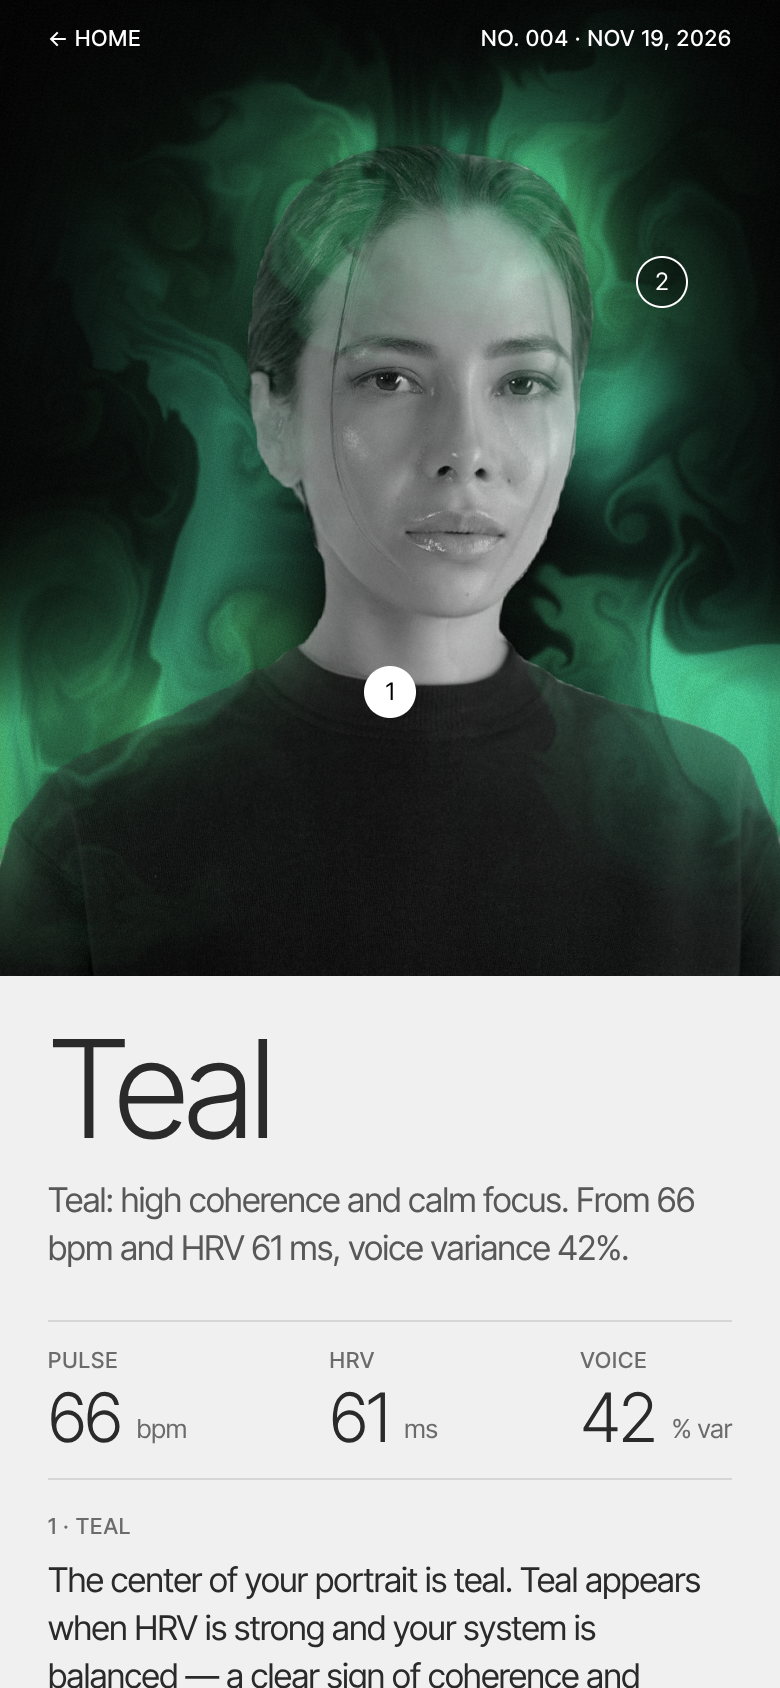 ← HOME
NO. 004 · NOV 19, 2026
2
1
Teal
Teal: high coherence and calm focus. From 66
bpm and HRV 61 ms, voice variance 42%.
PULSE
66 bpm
HRV
61 ms
VOICE
42 % var
1 · TEAL
The center of your portrait is teal. Teal appears
when HRV is strong and your system is
balanced — a clear sign of coherence and